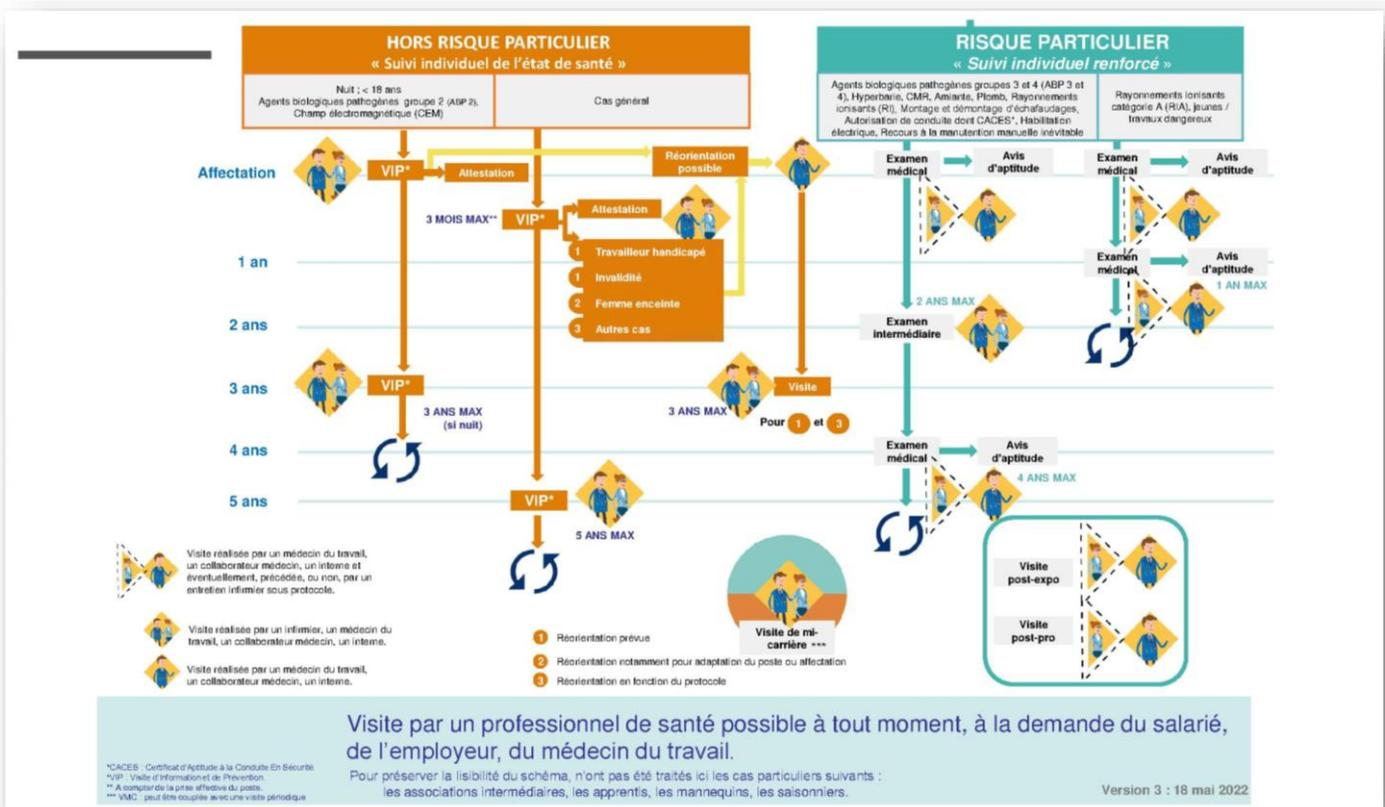 HORS RISQUE PARTICULIER
« Suivi individuel de l'état de santé »
Nuit ; < 18 ans
Agents biologiques pathogènes groupe 2 (ABP 2),
Champ électromagnétique (CEM)
Cas général
RISQUE PARTICULIER
« Suivi individuel renforcé »
Agents biologiques pathogènes groupes 3 et 4 (ABP 3 et
4), Hyperbarie, CMR, Amiante, Plomb, Rayonnements
ionisants (RI), Montage et démontage d'échafaudages,
Autorisation de conduite dont CACES*, Habilitation
électrique, Recours à la manutention manuelle inévitable
Rayonnements ionisants
catégorie A (RIA), jeunes /
travaux dangereux
Affectation
VIP*
Attestation
Réorientation
possible
Examen
médical
Avis
d'aptitude
Examen
médical
Avis
d'aptitude
3 MOIS MAX**
VIP*
Attestation
1 Travailleur handicapé
1 Invalidité
2 Femme enceinte
3 Autres cas
1 an
Examen
médical
Avis
d'aptitude
1 AN MAX
2 ANS MAX
2 ans
Examen
intermédiaire
3 ans
VIP*
3 ANS MAX
(si nuit)
3 ANS MAX
Visite
Pour 1 et 3
4 ans
Examen
médical
Avis
d'aptitude
4 ANS MAX
5 ans
VIP*
5 ANS MAX
Visite réalisée par un médecin du travail,
un collaborateur médecin, un interne et
éventuellement, précédée, ou non, par un
entretien infirmier sous protocole.
Visite réalisée par un infirmier, un médecin du
travail, un collaborateur médecin, un interne.
Visite réalisée par un médecin du travail,
un collaborateur médecin, un interne.
1 Réorientation prévue
2 Réorientation notamment pour adaptation du poste ou affectation
3 Réorientation en fonction du protocole
Visite de mi-
carrière ***
Visite
post-expo
Visite
post-pro
Visite par un professionnel de santé possible à tout moment, à la demande du salarié,
de l'employeur, du médecin du travail.
Pour préserver la lisibilité du schéma, n'ont pas été traités ici les cas particuliers suivants :
les associations intermédiaires, les apprentis, les mannequins, les saisonniers.
*CACES : Certificat d'Aptitude à la Conduite En Sécurité.
*VIP : Visite d'Information et de Prévention.
** A compter de la prise effective du poste.
*** VMC : peut être couplée avec une visite périodique
Version 3 : 18 mai 2022